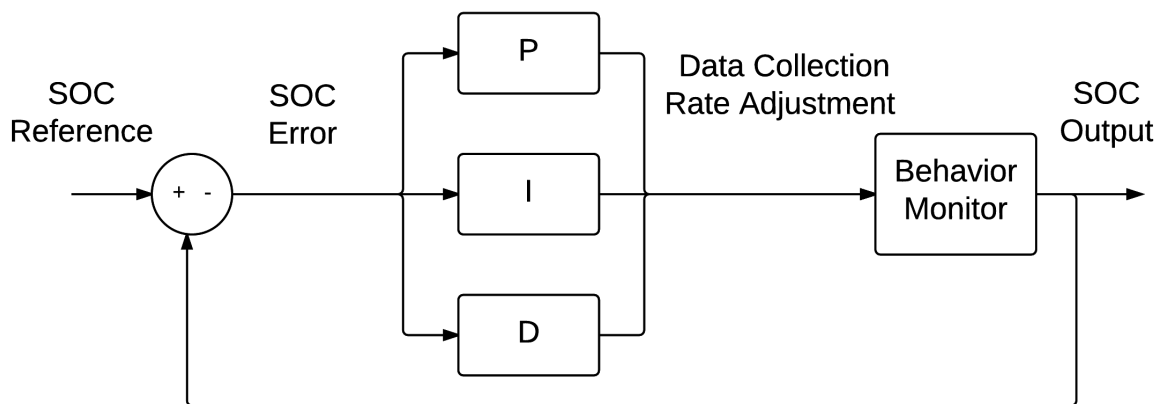 SOC
Reference
+ -
SOC
Error
P
I
D
Data Collection
Rate Adjustment
Behavior
Monitor
SOC
Output